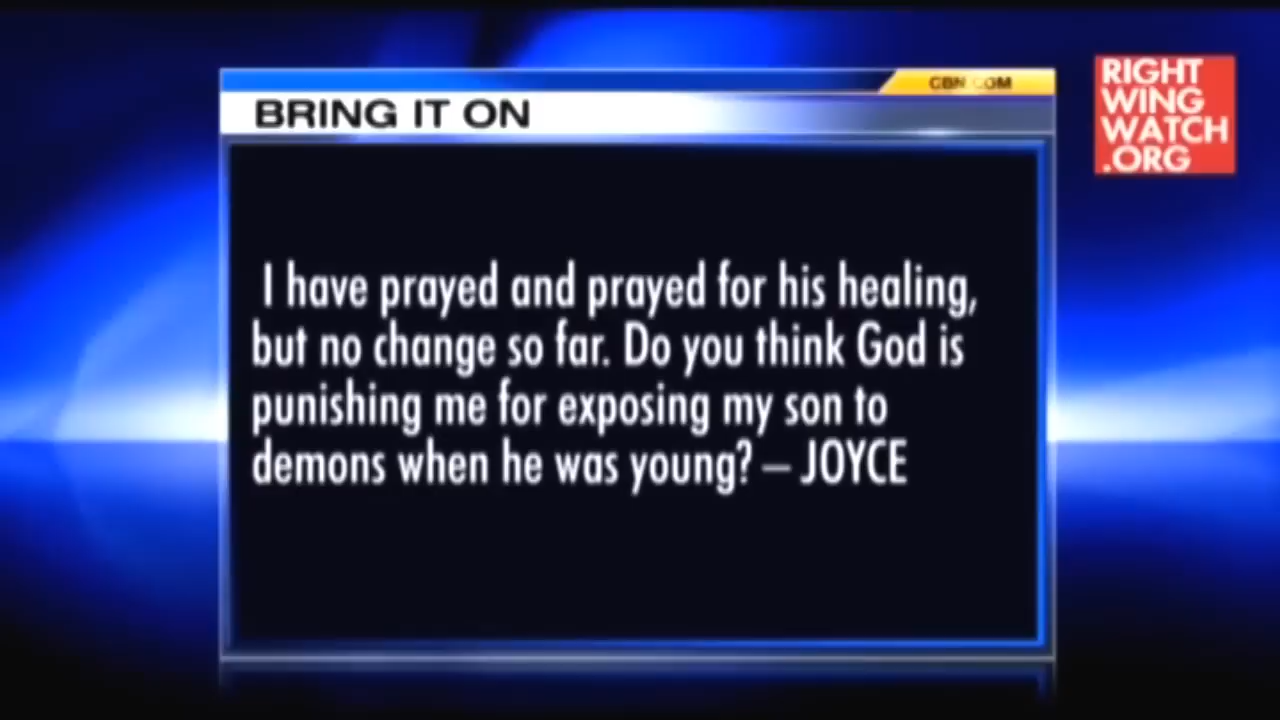 CBN.COM
BRING IT ON
RIGHT
WING
WATCH
.ORG
I have prayed and prayed for his healing,
but no change so far. Do you think God is
punishing me for exposing my son to
demons when he was young? – JOYCE